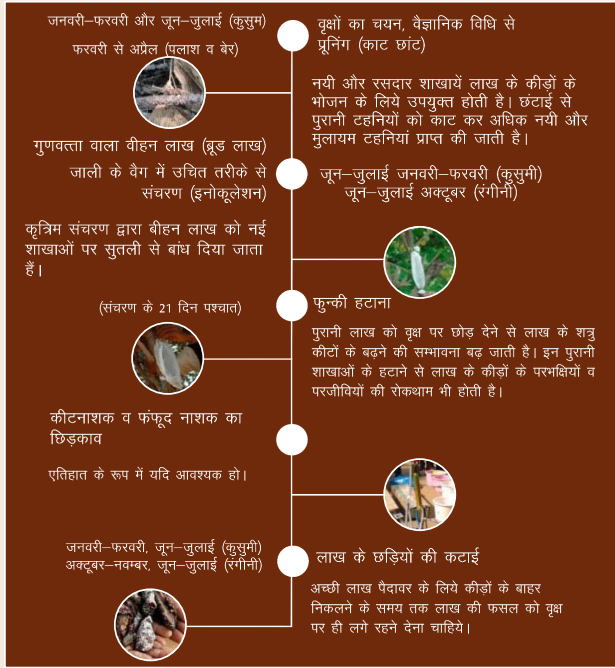 जनवरी–फरवरी और जून–जुलाई (कुसुम)
फरवरी से अप्रैल (पलाश व बेर)
वृक्षों का चयन, वैज्ञानिक विधि से
प्रूनिंग (काट छांट)
नयी और रसदार शाखायें लाख के कीड़ों के
भोजन के लिये उपयुक्त होती है। छंटाई से
पुरानी टहनियों को काट कर अधिक नयी और
मुलायम टहनियां प्राप्त की जाती है।
गुणवत्ता वाला वीहन लाख (ब्रूड लाख)
जाली के वैग में उचित तरीके से
संचरण (इनोकूलेशन)
जून–जुलाई जनवरी–फरवरी (कुसुमी)
जून–जुलाई अक्टूबर (रंगीनी)
कृत्रिम संचरण द्वारा बीहन लाख को नई
शाखाओं पर सुतली से बांध दिया जाता
हैं।
फुन्की हटाना
(संचरण के 21 दिन पश्चात)
पुरानी लाख को वृक्ष पर छोड़ देने से लाख के शत्रु
कीटों के बढ़ने की सम्भावना बढ़ जाती है। इन पुरानी
शाखाओं के हटाने से लाख के कीड़ों के परभक्षियों व
परजीवियों की रोकथाम भी होती है।
कीटनाशक व फंफूद नाशक का
छिड़काव
एतिहात के रूप में यदि आवश्यक हो।
जनवरी–फरवरी, जून–जुलाई (कुसुमी)
अक्टूबर–नवम्बर, जून–जुलाई (रंगीनी)
लाख के छड़ियों की कटाई
अच्छी लाख पैदावर के लिये कीड़ों के बाहर
निकलने के समय तक लाख की फसल को वृक्ष
पर ही लगे रहने देना चाहिये।